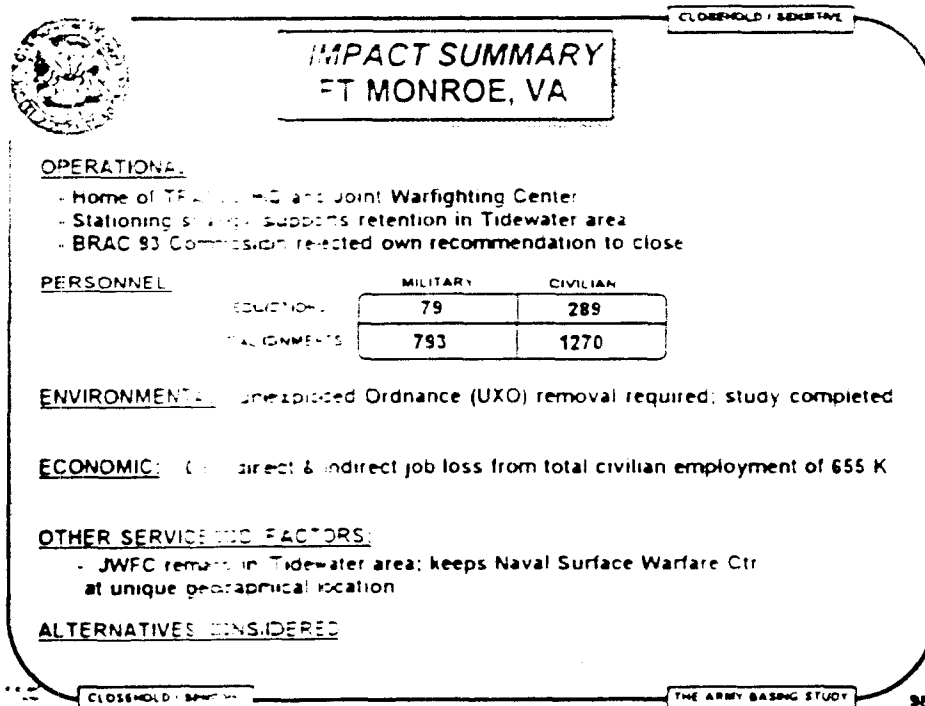 CLOSEHOLD / SENSITIVE
IMPACT SUMMARY
FT MONROE, VA
OPERATIONAL
- Home of TRADOC HQ and Joint Warfighting Center
- Stationing supports retention in Tidewater area
- BRAC 93 Commission rejected own recommendation to close
PERSONNEL
MILITARY CIVILIAN
REDUCTIONS 79 289
REALIGNMENTS 793 1270
ENVIRONMENTAL: Unexploded Ordnance (UXO) removal required; study completed
ECONOMIC: direct & indirect job loss from total civilian employment of 655 K
OTHER SERVICE/DOD FACTORS:
- JWFC remains in Tidewater area; keeps Naval Surface Warfare Ctr
at unique geographical location
ALTERNATIVES CONSIDERED
CLOSEHOLD / SENSITIVE
THE ARMY BASING STUDY